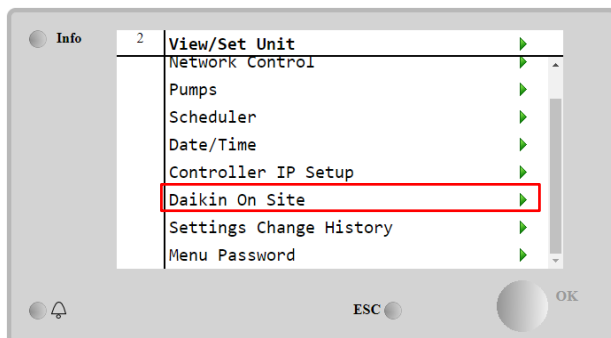 Info
2
View/Set Unit
Network Control
Pumps
Scheduler
Date/Time
Controller IP Setup
Daikin On Site
Settings Change History
Menu Password
ESC
OK